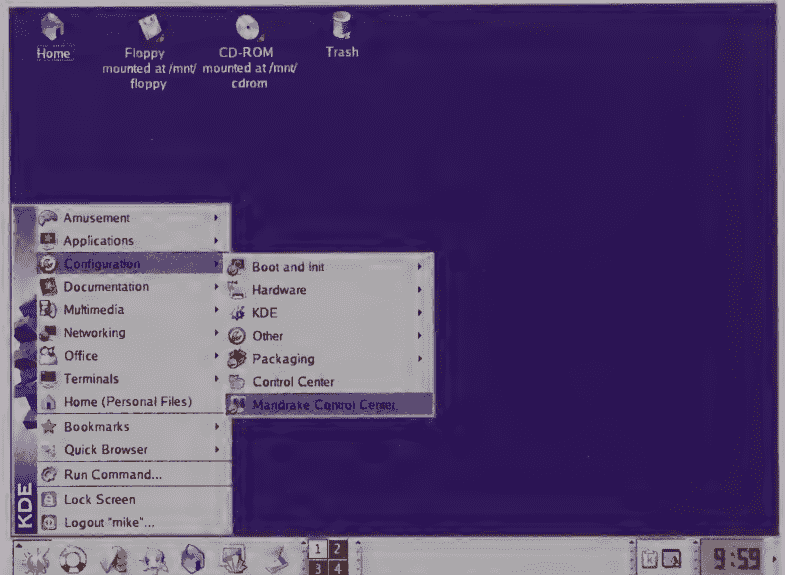 Home
Floppy
mounted at /mnt/
floppy
CD-ROM
mounted at /mnt/
cdrom
Trash
Amusement
Applications
Configuration
Documentation
Multimedia
Networking
Office
Terminals
Home (Personal Files)
Bookmarks
Quick Browser
Run Command...
Lock Screen
Logout "mike"...
KDE
Boot and Init
Hardware
KDE
Other
Packaging
Control Center
Mandrake Control Center
1 2
3 4
9:59